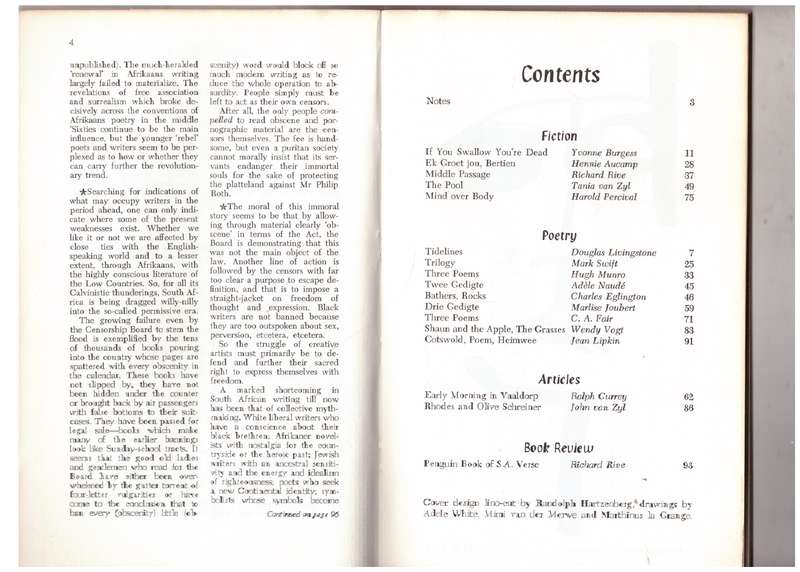 4
unpublished). The much-heralded
'renewal' in Afrikaans writing
largely failed to materialize. The
revelations of free association
and surrealism which broke de-
cisively across the conventions of
Afrikaans poetry in the middle
'Sixties continue to be the main
influence, but the younger 'rebel'
poets and writers seem to be per-
plexed as to how or whether they
can carry further the revolution-
ary trend.
★Searching for indications of
what may occupy writers in the
period ahead, one can only indi-
cate where some of the present
weaknesses exist. Whether we
like it or not we are affected by
close ties with the English-
speaking world and to a lesser
extent, through Afrikaans, with
the highly conscious literature of
the Low Countries. So, for all its
Calvinistic thunderings, South Af-
rica is being dragged willy-nilly
into the so-called permissive era.
The growing failure even by
the Censorship Board to stem the
flood is exemplified by the tens
of thousands of books pouring
into the country whose pages are
spattered with every obscenity in
the calendar. These books have
not slipped by, they have not
been hidden under the counter
or brought back by air passengers
with false bottoms to their suit-
cases. They have been passed for
legal sale—books which make
many of the earlier bannings
look like Sunday-school tracts. It
seems that the good old ladies
and gentlemen who read for the
Board have either been over-
whelmed by the gutter torrent of
four-letter vulgarities or have
come to the conclusion that to
ban every (obscenity) little (ob-
scenity) word would block off so
much modern writing as to re-
duce the whole operation to ab-
surdity. People simply must be
left to act as their own censors.
After all, the only people com-
pelled to read obscene and por-
nographic material are the cen-
sors themselves. The fee is hand-
some, but even a puritan society
cannot morally insist that its ser-
vants endanger their immortal
souls for the sake of protecting
the platteland against Mr Philip
Roth.
★The moral of this immoral
story seems to be that by allow-
ing through material clearly 'ob-
scene' in terms of the Act, the
Board is demonstrating that this
was not the main object of the
law. Another line of action is
followed by the censors with far
too clear a purpose to escape de-
finition, and that is to impose a
straight-jacket on freedom of
thought and expression. Black
writers are not banned because
they are too outspoken about sex,
perversion, etcetera, etcetera.
So the struggle of creative
artists must primarily be to de-
fend and further their sacred
right to express themselves with
freedom.
A marked shortcoming in
South African writing till now
has been that of collective myth-
making. White liberal writers who
have a conscience about their
black brethren; Afrikaner novel-
ists with nostalgia for the coun-
tryside or the heroic past; Jewish
writers with an ancestral sensiti-
vity and the energy and idealism
of righteousness; poets who seek
a new Continental identity; sym-
bolists whose symbols become
Continued on page 96
Contents
Notes 3
Fiction
If You Swallow You're Dead Yvonne Burgess 11
Ek Groet jou, Bertien Hennie Aucamp 28
Middle Passage Richard Rive 37
The Pool Tania van Zyl 49
Mind over Body Harold Percival 75
Poetry
Tidelines Douglas Livingstone 7
Trilogy Mark Swift 25
Three Poems Hugh Munro 33
Twee Gedigte Adèle Naudé 45
Bathers, Rocks Charles Eglington 46
Drie Gedigte Marlise Joubert 59
Three Poems C. A. Fair 71
Shaun and the Apple, The Grasses Wendy Vogt 83
Cotswold, Poem, Heimwee Jean Lipkin 91
Articles
Early Morning in Vaaldorp Ralph Currey 62
Rhodes and Olive Schreiner John van Zyl 86
Book Review
Penguin Book of S.A. Verse Richard Rive 93
Cover design lino-cut by Randolph Hartzenberg, drawings by
Adele White, Mimi van der Merwe and Marthinus la Grange.